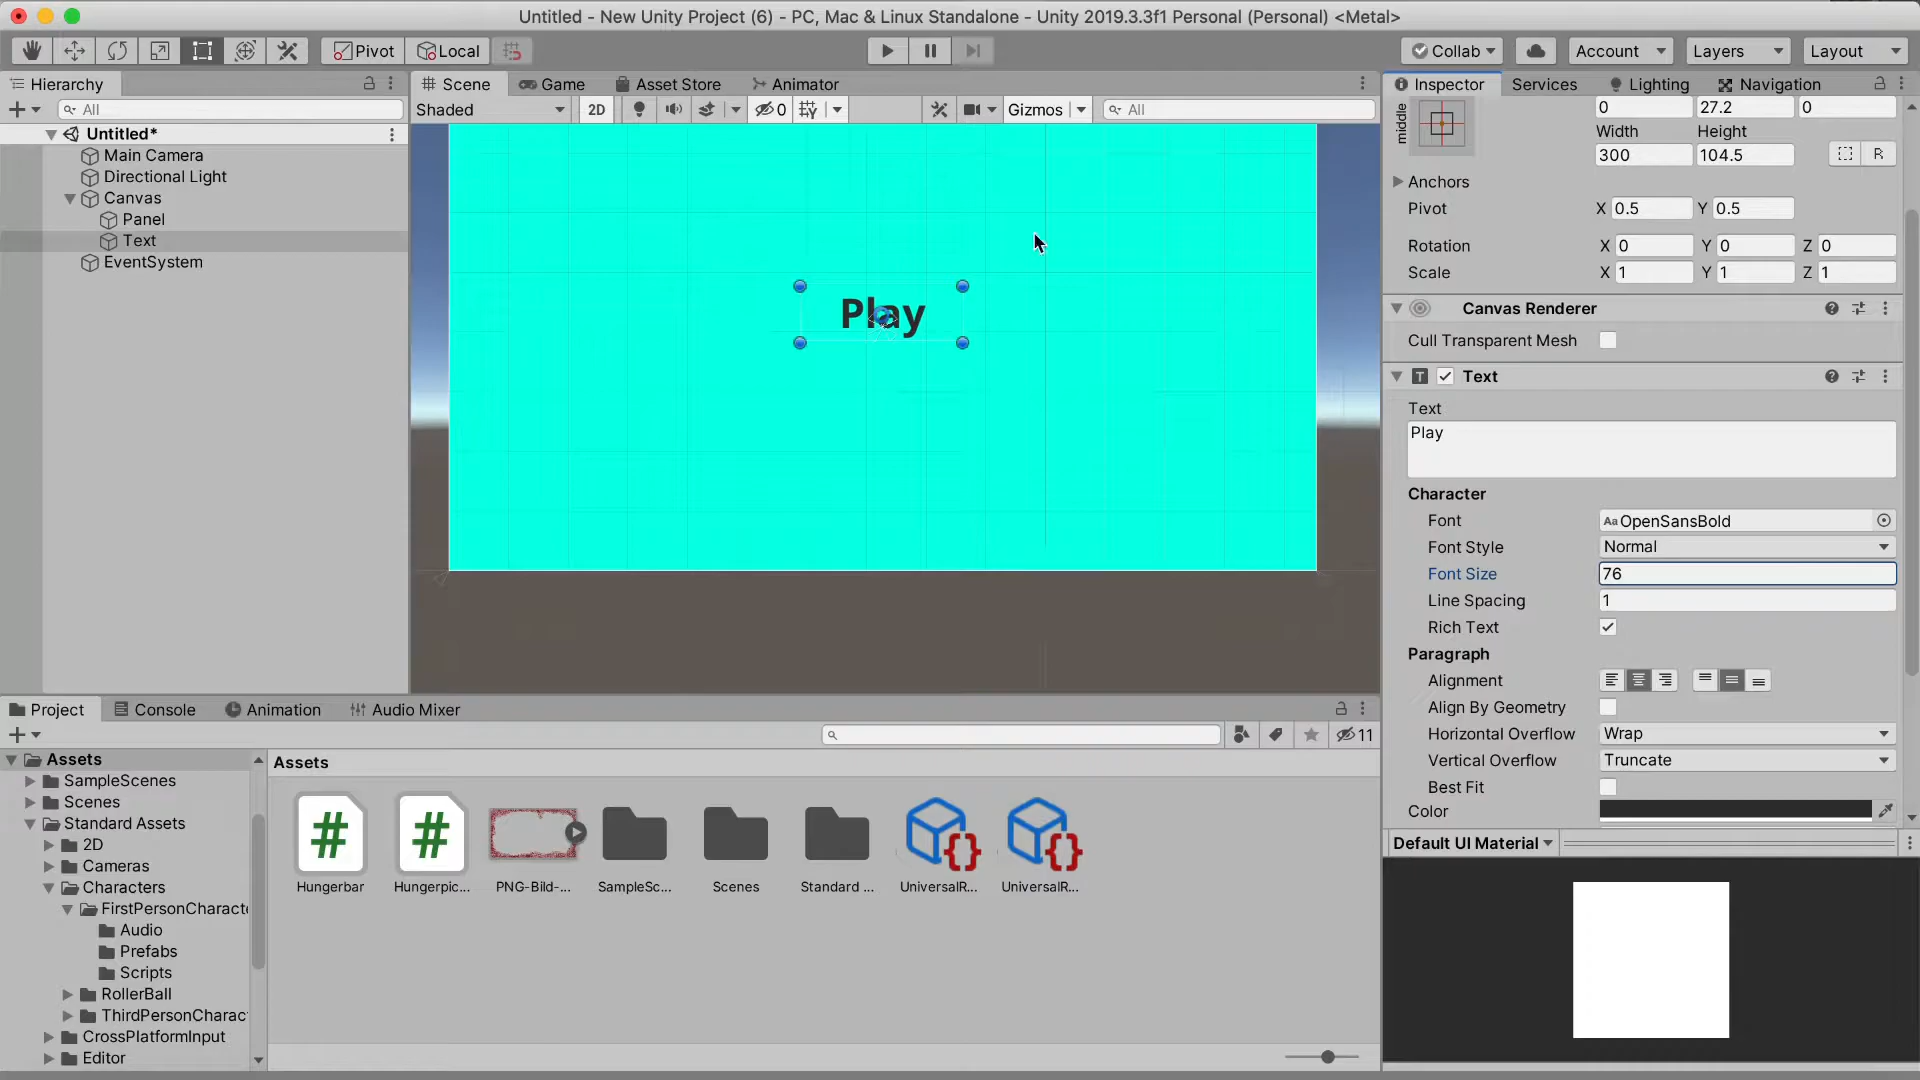 Untitled - New Unity Project (6) - PC, Mac & Linux Standalone - Unity 2019.3.3f1 Personal (Personal) <Metal>
Pivot
Local
Collab
Account
Layers
Layout
Hierarchy
All
Untitled*
Main Camera
Directional Light
Canvas
Panel
Text
EventSystem
Scene
Game
Asset Store
Animator
Shaded
2D
0
Gizmos
All
Play
Inspector
Services
Lighting
Navigation
middle
0
27.2
0
Width
Height
300
104.5
R
Anchors
Pivot
X 0.5
Y 0.5
Rotation
X 0
Y 0
Z 0
Scale
X 1
Y 1
Z 1
Canvas Renderer
Cull Transparent Mesh
T
Text
Text
Play
Character
Font
Aa OpenSansBold
Font Style
Normal
Font Size
76
Line Spacing
1
Rich Text
Paragraph
Alignment
Align By Geometry
Horizontal Overflow
Wrap
Vertical Overflow
Truncate
Best Fit
Color
Default UI Material
Project
Console
Animation
Audio Mixer
11
Assets
SampleScenes
Scenes
Standard Assets
2D
Cameras
Characters
FirstPersonCharacte
Audio
Prefabs
Scripts
RollerBall
ThirdPersonCharac
CrossPlatformInput
Editor
Assets
Hungerbar
Hungerpic...
PNG-Bild-...
SampleSc...
Scenes
Standard ...
UniversalR...
UniversalR...